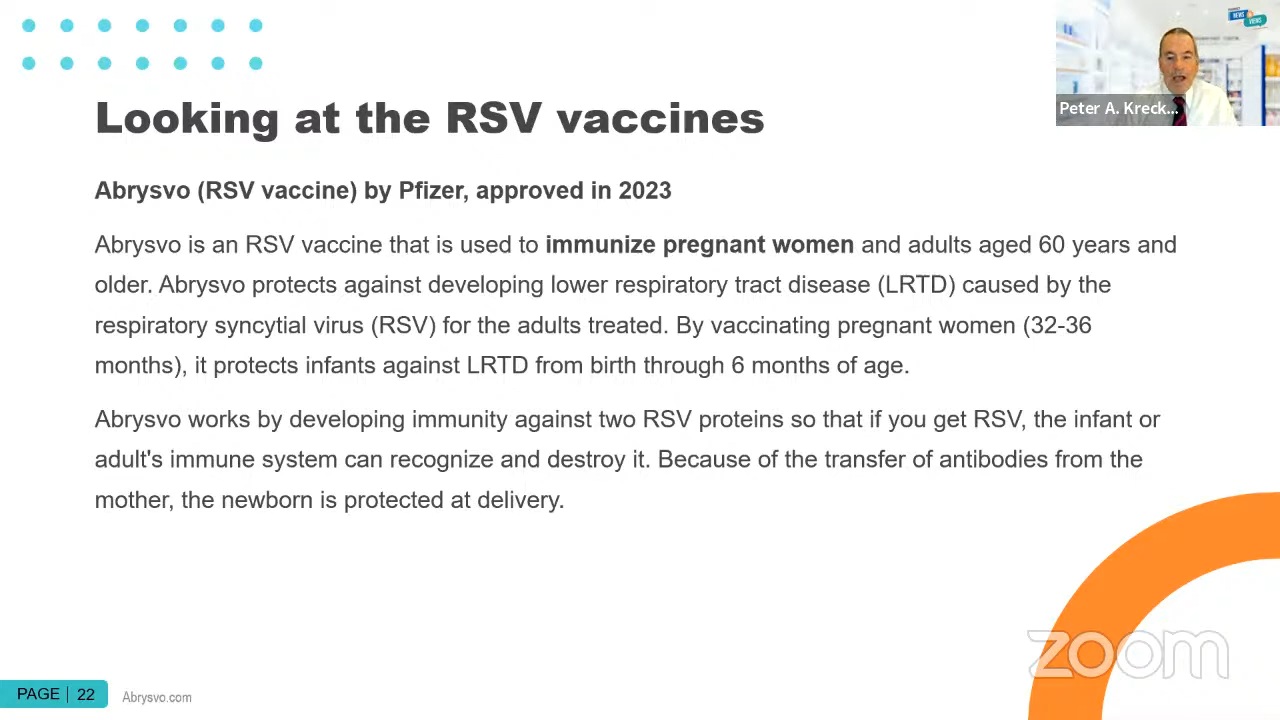 NEWS
VIEWS
Peter A. Kreck...
Looking at the RSV vaccines
Abrysvo (RSV vaccine) by Pfizer, approved in 2023
Abrysvo is an RSV vaccine that is used to immunize pregnant women and adults aged 60 years and
older. Abrysvo protects against developing lower respiratory tract disease (LRTD) caused by the
respiratory syncytial virus (RSV) for the adults treated. By vaccinating pregnant women (32-36
months), it protects infants against LRTD from birth through 6 months of age.
Abrysvo works by developing immunity against two RSV proteins so that if you get RSV, the infant or
adult's immune system can recognize and destroy it. Because of the transfer of antibodies from the
mother, the newborn is protected at delivery.
zoom
PAGE | 22
Abrysvo.com